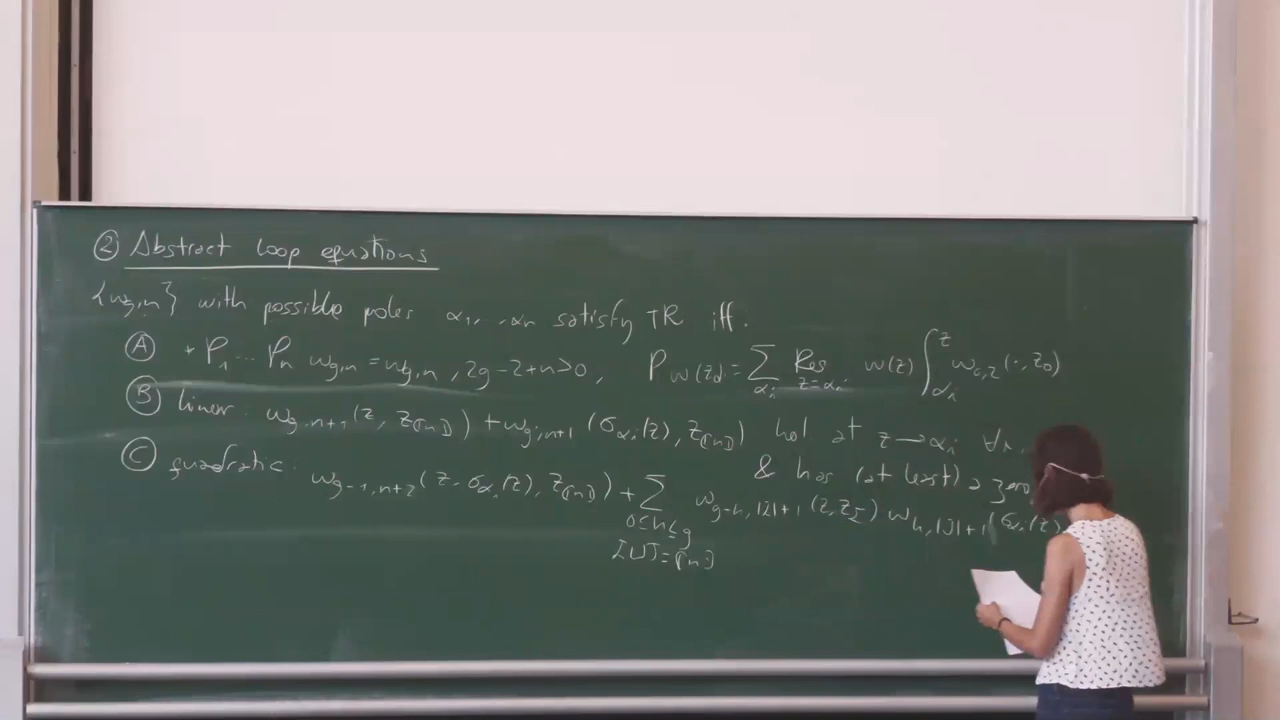 ② Abstract loop equations
{ω_{g,n}} with possible poles α_1, .., α_n satisfy TR iff.
Ⓐ • P_1 ... P_n ω_{g,n} = ω_{g,n}, 2g-2+n>0, P ω(z_0) := ∑_{α_i} Res_{z=α_i} ω(z) ∫_{α_i}^{z} ω_{0,2}(·, z_0)
Ⓑ linear: ω_{g,n+1}(z, z_{[n]}) + ω_{g,n+1}(σ_{α_i}(z), z_{[n]}) hol at z→α_i ∀i,
& has (at least) a zero
Ⓒ quadratic: ω_{g-1,n+2}(z, σ_{α_i}(z), z_{[n]}) + ∑_{0≤h≤g, I⊔J=[n]} ω_{g-h,|I|+1}(z, z_I) ω_{h,|J|+1}(σ_{α_i}(z),